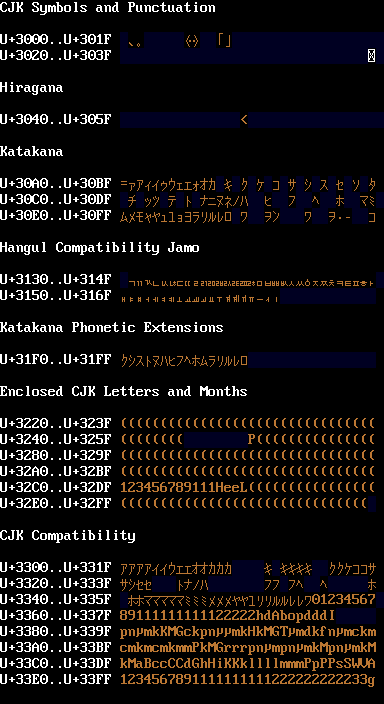 CJK Symbols and Punctuation
U+3000..U+301F 、。 〈·〉 「」
U+3020..U+303F
Hiragana
U+3040..U+305F <
Katakana
U+30A0..U+30BF =ァアィイゥウェエォオカ キ ク ケ コ サ シ ス セ ソ タ
U+30C0..U+30DF チ ッツ テ ト ナニヌネノハ ヒ フ ヘ ホ マミ
U+30E0..U+30FF ムメモャヤュユョヨラリルレロ ワ ヲン ワ ヲ・ー コ
Hangul Compatibility Jamo
U+3130..U+314F
U+3150..U+316F
Katakana Phonetic Extensions
U+31F0..U+31FF クシストヌハヒフヘホムラリルレロ
Enclosed CJK Letters and Months
U+3220..U+323F ((((((((((((((((((((((((((((((((
U+3240..U+325F (((((((( P(((((((((((((((
U+3280..U+329F ((((((((((((((((((((((((((((((((
U+32A0..U+32BF ((((((((((((((((((((((((((((((((
U+32C0..U+32DF 123456789111HeeL((((((((((((((((
U+32E0..U+32FF (((((((((((((((((((((((((((((((
CJK Compatibility
U+3300..U+331F アアアアイイウエエオオカカカ キ キキキキ ククケココサ
U+3320..U+333F サシセセ トナノハ フフ フヘ ヘ ホ
U+3340..U+335F ホホマママママミミミメメヤヤユリリルルレレワ01234567
U+3360..U+337F 89111111111122222hdAbopdddI
U+3380..U+339F pnμmkKMGckpnμμmkHkMGTμmdkfnμmckm
U+33A0..U+33BF cmkmcmkmmPkMGrrrpnμmpnμmkMpnμmkM
U+33C0..U+33DF kMaBccCCdGhHiKKkllllmmmPpPPsSWVA
U+33E0..U+33FF 1234567891111111111222222222233g